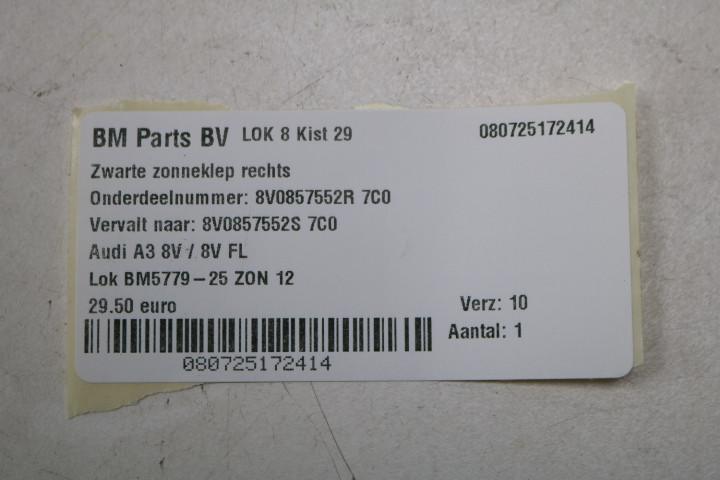 BM Parts BV LOK 8 Kist 29 080725172414
Zwarte zonneklep rechts
Onderdeelnummer: 8V0857552R 7C0
Vervalt naar: 8V0857552S 7C0
Audi A3 8V / 8V FL
Lok BM5779-25 ZON 12
29.50 euro Verz: 10
Aantal: 1
080725172414